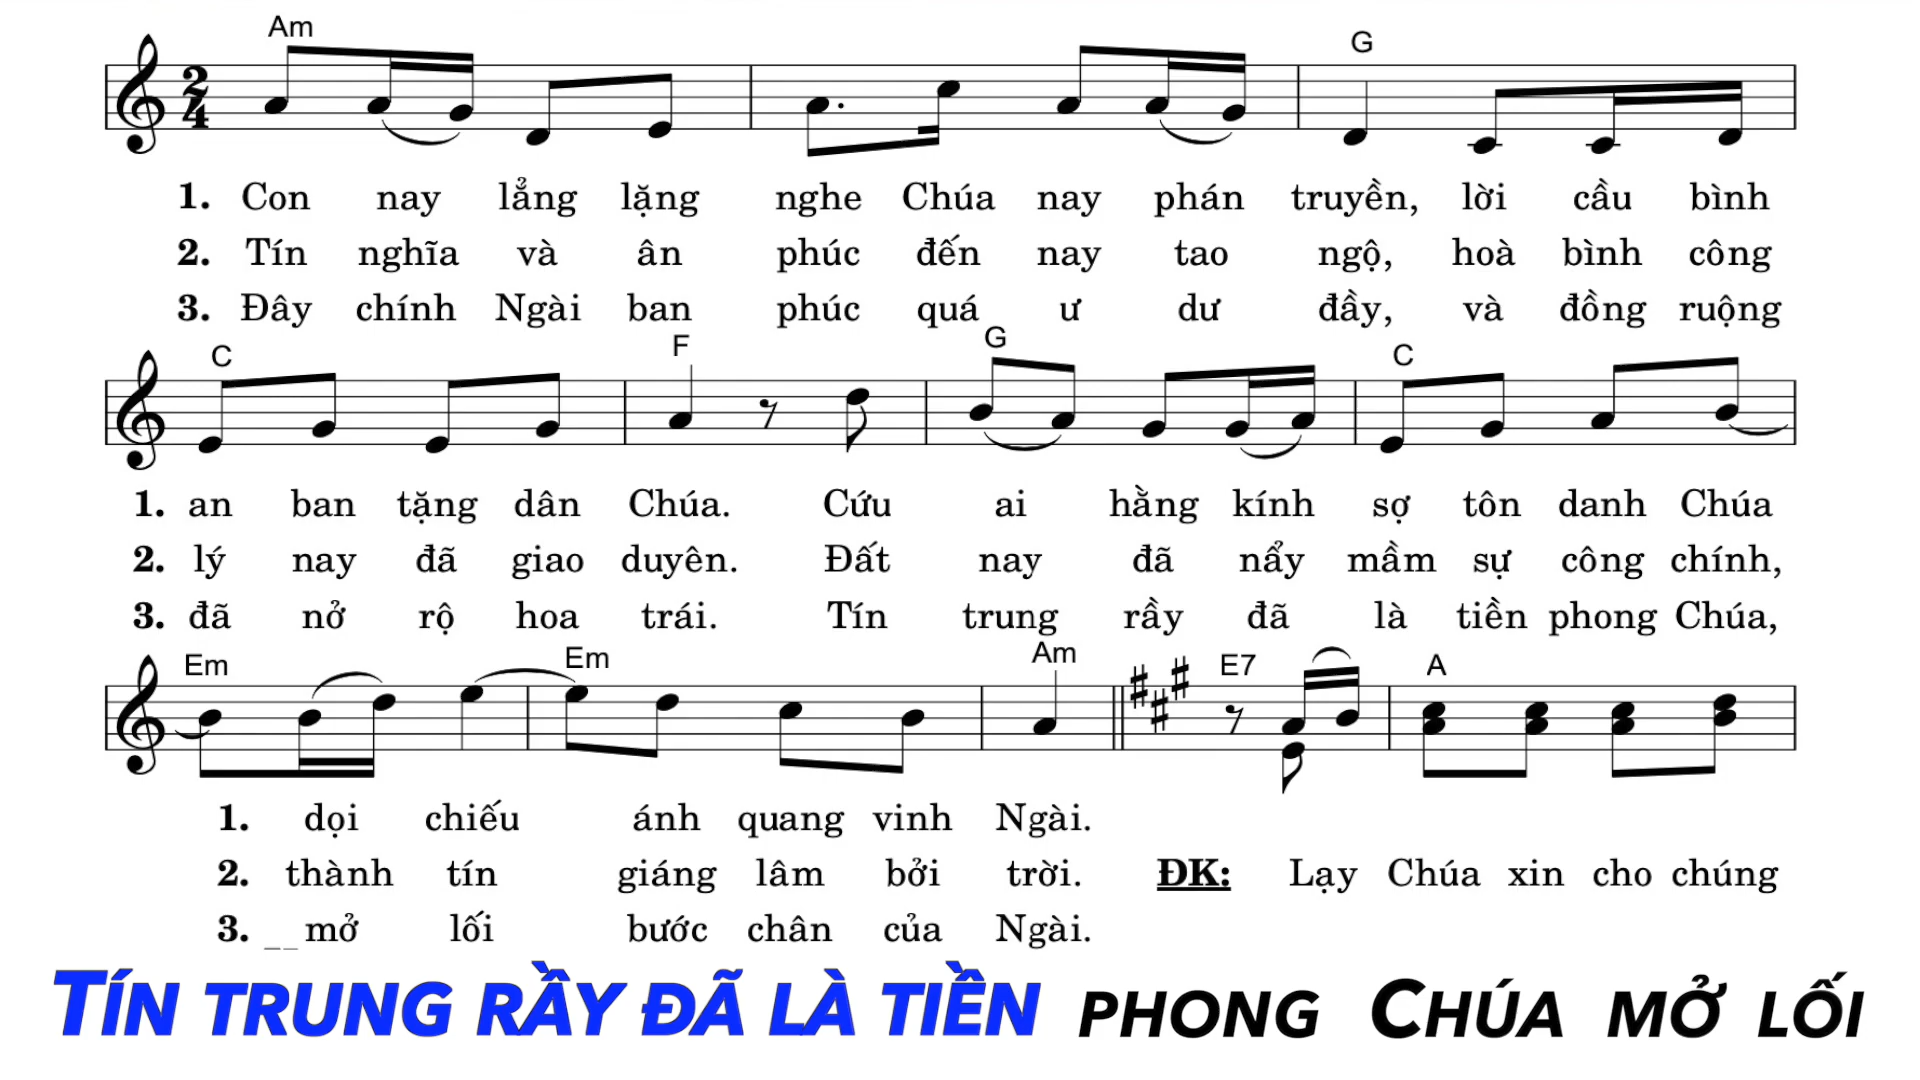 Am G
2
4
1. Con nay lẳng lặng nghe Chúa nay phán truyền, lời cầu bình
2. Tín nghĩa và ân phúc đến nay tao ngộ, hoà bình công
3. Đây chính Ngài ban phúc quá ư dư đầy, và đồng ruộng
C F G C
1. an ban tặng dân Chúa. Cứu ai hằng kính sợ tôn danh Chúa
2. lý nay đã giao duyên. Đất nay đã nẩy mầm sự công chính,
3. đã nở rộ hoa trái. Tín trung rầy đã là tiền phong Chúa,
Em Em Am E7 A
1. dọi chiếu ánh quang vinh Ngài.
2. thành tín giáng lâm bởi trời. ĐK: Lạy Chúa xin cho chúng
3. __ mở lối bước chân của Ngài.
TÍN TRUNG RẦY ĐÃ LÀ TIỀN PHONG CHÚA MỞ LỐI